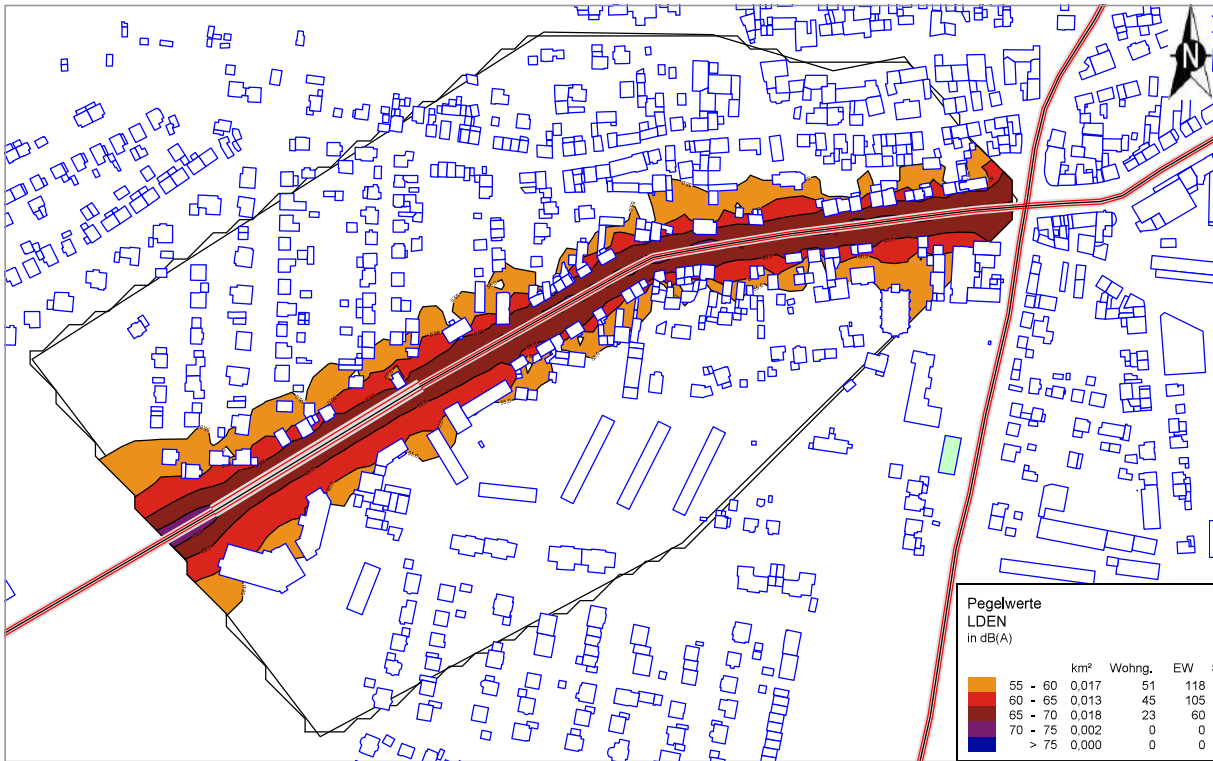 N
Pegelwerte
LDEN
in dB(A)
km² Wohng. EW
55 - 60 0,017 51 118
60 - 65 0,013 45 105
65 - 70 0,018 23 60
70 - 75 0,002 0 0
> 75 0,000 0 0